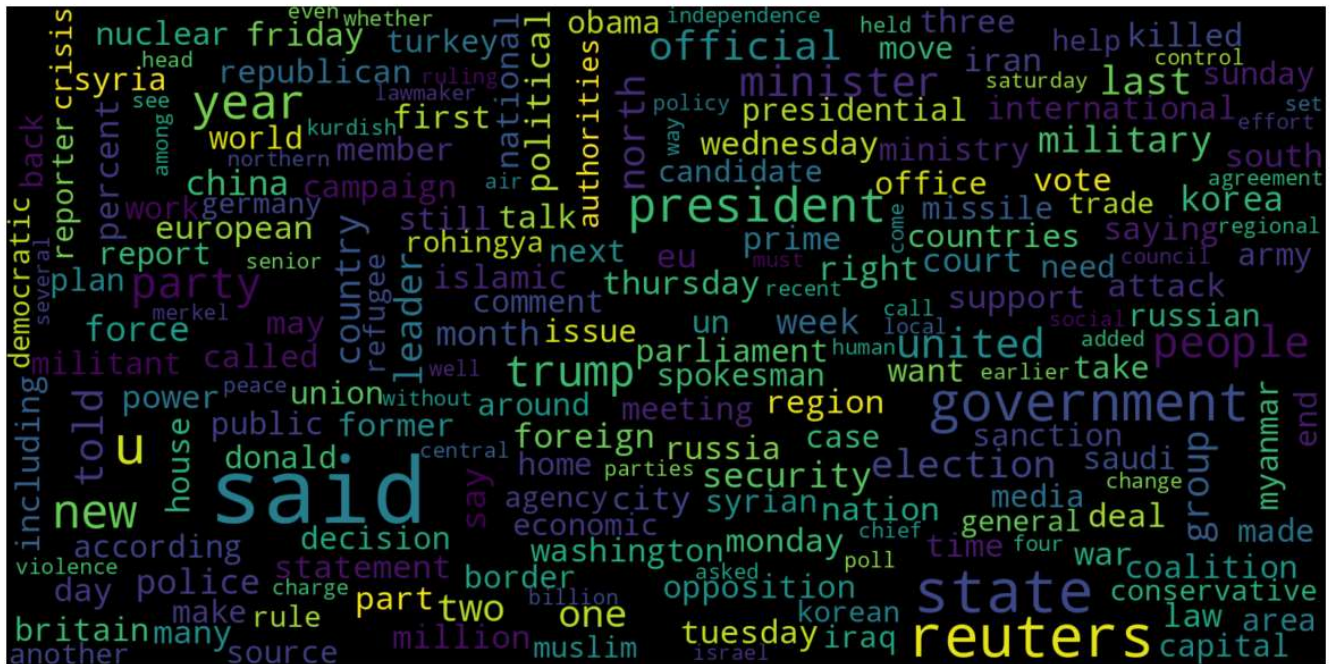 even
whether
independence
held
three
help
killed
control
nuclear
friday
turkey
obama
official
move
iran
crisis
head
syria
republican
ruling
national
political
authorities
minister
saturday
last
sunday
percent
see
among
year
lawmaker
first
north
policy
way
presidential
international
set
effort
back
reporter
world
kurdish
northern
member
wednesday
ministry
military
south
china
campaign
air
candidate
office
vote
agreement
work
germany
still
talk
president
missile
trade
korea
democratic
several
european
rohingya
next
prime
come
countries
saying
regional
report
senior
country
refugee
leader
islamic
eu
must
right
court
need
council
army
plan
party
comment
thursday
recent
support
attack
merkel
month
issue
un
week
call
local
social
russian
force
may
united
added
people
militant
called
well
trump
parliament
human
spokesman
want
earlier
take
including
told
power
peace
union
without
around
meeting
region
government
myanmar
end
public
former
foreign
russia
case
sanction
group
u
house
donald
central
home
parties
security
election
saudi
said
say
agency
city
syrian
nation
media
change
new
economic
general
deal
made
according
decision
washington
monday
chief
time
four
war
violence
statement
border
asked
poll
coalition
day
police
charge
billion
opposition
state
conservative
make
rule
part
two
one
korean
law
area
britain
many
million
muslim
tuesday
iraq
reuters
capital
another
source
israel